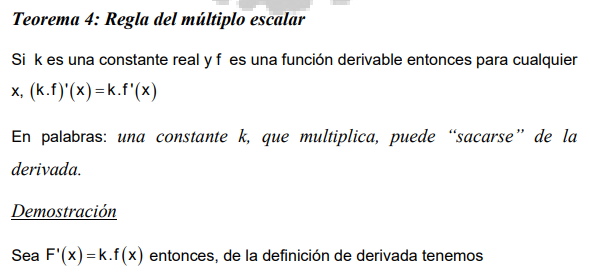 Teorema 4: Regla del múltiplo escalar
Si k es una constante real y f es una función derivable entonces para cualquier
x, (k.f)'(x)=k.f'(x)
En palabras: una constante k, que multiplica, puede “sacarse” de la
derivada.
Demostración
Sea F'(x)=k.f(x) entonces, de la definición de derivada tenemos